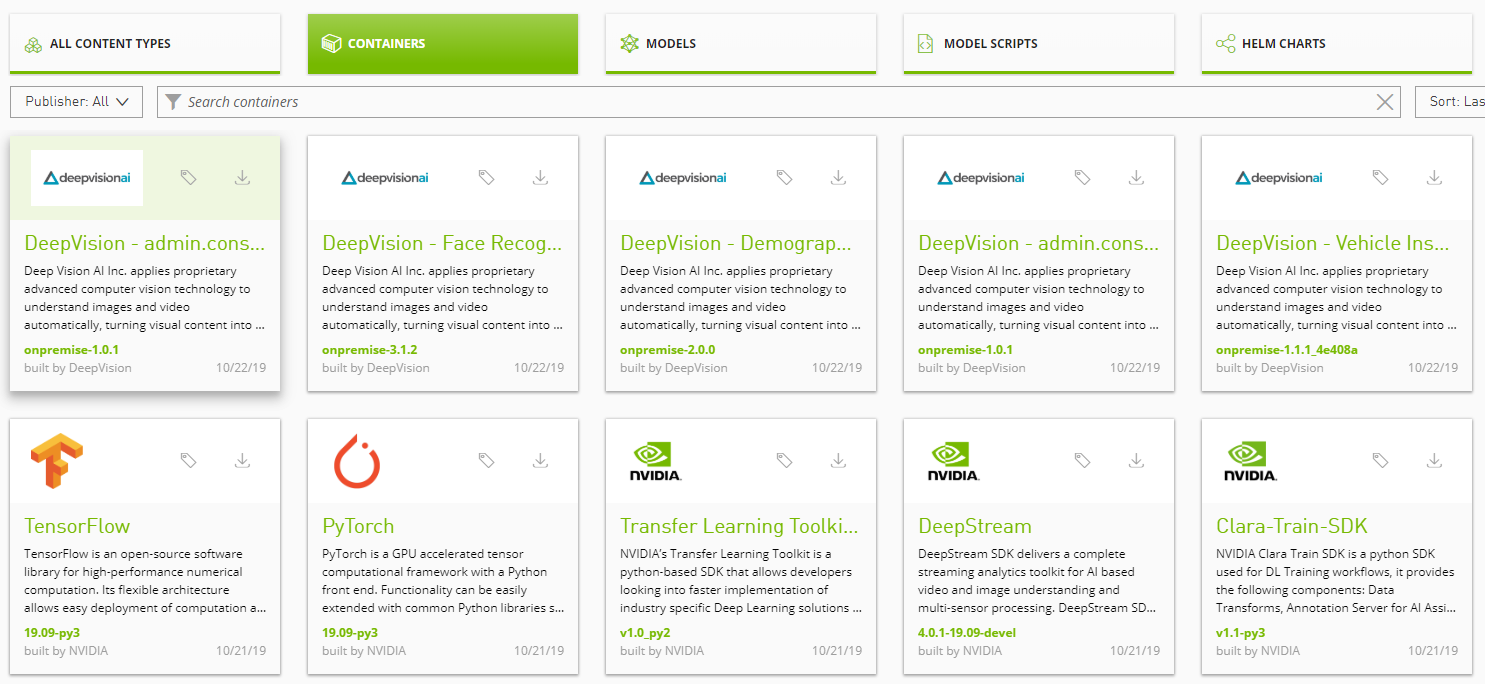 ALL CONTENT TYPES
CONTAINERS
MODELS
MODEL SCRIPTS
HELM CHARTS
Publisher: All
Search containers
Sort: Las
deepvisionai
DeepVision - admin.cons...
Deep Vision AI Inc. applies proprietary
advanced computer vision technology to
understand images and video
automatically, turning visual content into ...
onpremise-1.0.1
built by DeepVision 10/22/19
deepvisionai
DeepVision - Face Recog...
Deep Vision AI Inc. applies proprietary
advanced computer vision technology to
understand images and video
automatically, turning visual content into ...
onpremise-3.1.2
built by DeepVision 10/22/19
deepvisionai
DeepVision - Demograp...
Deep Vision AI Inc. applies proprietary
advanced computer vision technology to
understand images and video
automatically, turning visual content into ...
onpremise-2.0.0
built by DeepVision 10/22/19
deepvisionai
DeepVision - admin.cons...
Deep Vision AI Inc. applies proprietary
advanced computer vision technology to
understand images and video
automatically, turning visual content into ...
onpremise-1.0.1
built by DeepVision 10/22/19
deepvisionai
DeepVision - Vehicle Ins...
Deep Vision AI Inc. applies proprietary
advanced computer vision technology to
understand images and video
automatically, turning visual content into ...
onpremise-1.1.1_4e408a
built by DeepVision 10/22/19
TensorFlow
TensorFlow is an open-source software
library for high-performance numerical
computation. Its flexible architecture
allows easy deployment of computation a...
19.09-py3
built by NVIDIA 10/21/19
PyTorch
PyTorch is a GPU accelerated tensor
computational framework with a Python
front end. Functionality can be easily
extended with common Python libraries s...
19.09-py3
built by NVIDIA 10/21/19
NVIDIA.
Transfer Learning Toolki...
NVIDIA's Transfer Learning Toolkit is a
python-based SDK that allows developers
looking into faster implementation of
industry specific Deep Learning solutions ...
v1.0_py2
built by NVIDIA 10/21/19
NVIDIA.
DeepStream
DeepStream SDK delivers a complete
streaming analytics toolkit for AI based
video and image understanding and
multi-sensor processing. DeepStream SD...
4.0.1-19.09-devel
built by NVIDIA 10/21/19
NVIDIA.
Clara-Train-SDK
NVIDIA Clara Train SDK is a python SDK
used for DL Training workflows, it provides
the following components: Data
Transforms, Annotation Server for AI Assi...
v1.1-py3
built by NVIDIA 10/21/19